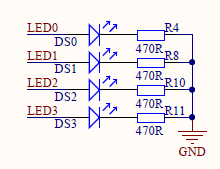 LED0 R4
DS0 470R
LED1 R8
DS1 470R
LED2 R10
DS2 470R
LED3 R11
DS3 470R
GND